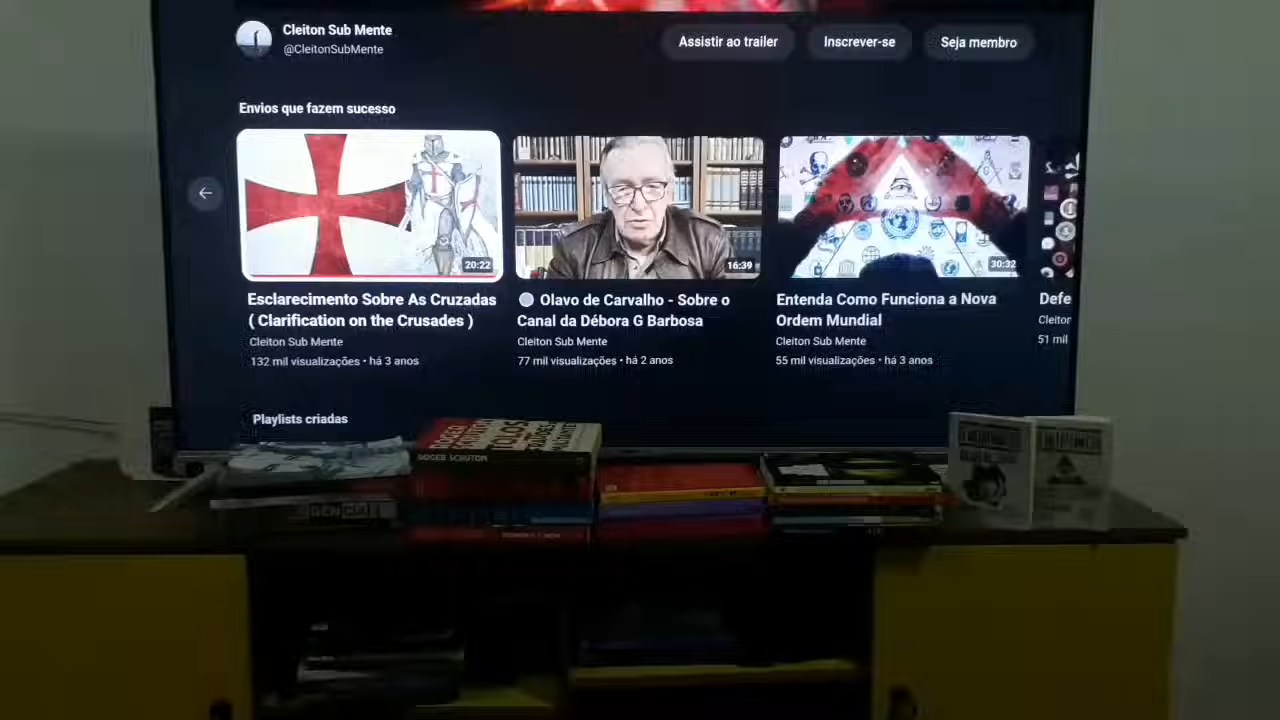 Cleiton Sub Mente
@CleitonSubMente
Assistir ao trailer
Inscrever-se
Seja membro
Envios que fazem sucesso
20:22
16:39
30:32
Esclarecimento Sobre As Cruzadas
( Clarification on the Crusades )
Cleiton Sub Mente
132 mil visualizações • há 3 anos
Olavo de Carvalho - Sobre o
Canal da Débora G Barbosa
Cleiton Sub Mente
77 mil visualizações • há 2 anos
Entenda Como Funciona a Nova
Ordem Mundial
Cleiton Sub Mente
55 mil visualizações • há 3 anos
Defe
Cleitor
51 mil
Playlists criadas
ROGER
TOLOS
ROGER SCRUTON